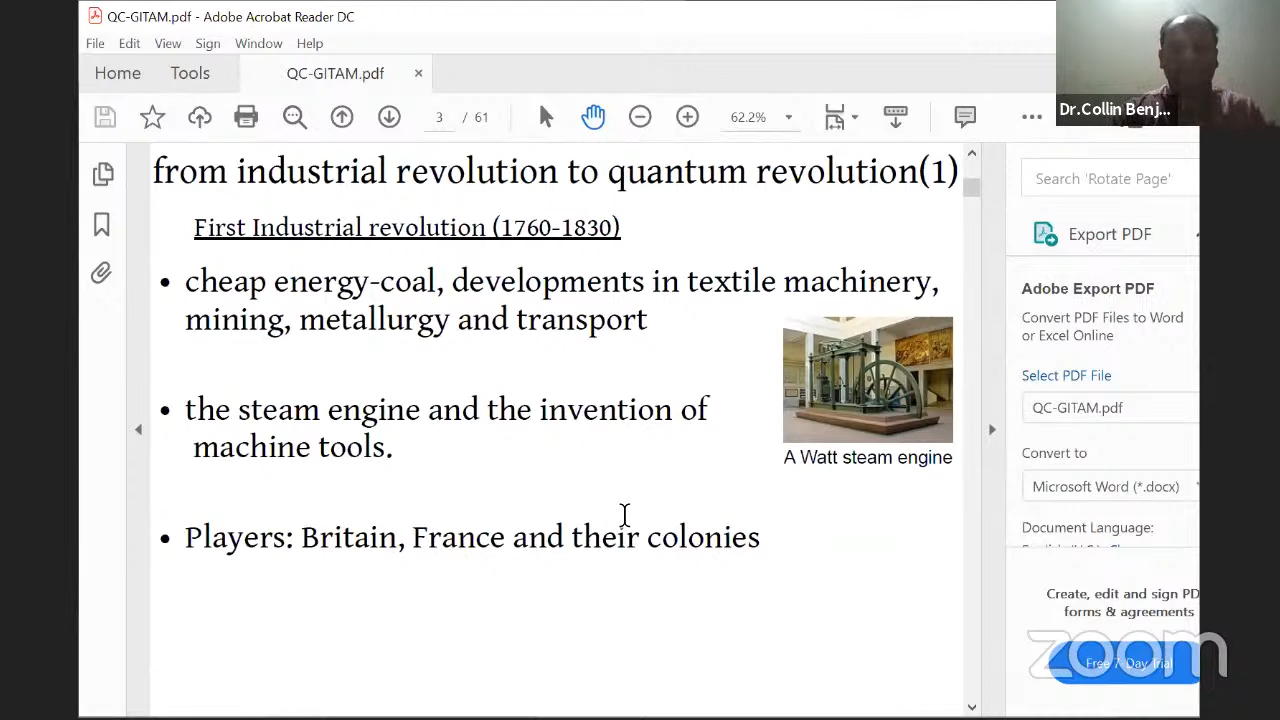 QC-GITAM.pdf - Adobe Acrobat Reader DC
File Edit View Sign Window Help
Home Tools QC-GITAM.pdf ×
3 / 61 62.2%
Dr.Collin Benj...
from industrial revolution to quantum revolution(1)
First Industrial revolution (1760-1830)
• cheap energy-coal, developments in textile machinery,
mining, metallurgy and transport
• the steam engine and the invention of
machine tools.
A Watt steam engine
• Players: Britain, France and their colonies
Search 'Rotate Page'
Export PDF
Adobe Export PDF
Convert PDF Files to Word
or Excel Online
Select PDF File
QC-GITAM.pdf
Convert to
Microsoft Word (*.docx)
Document Language:
Create, edit and sign PD
forms & agreements
zoom
Free 7-Day Trial